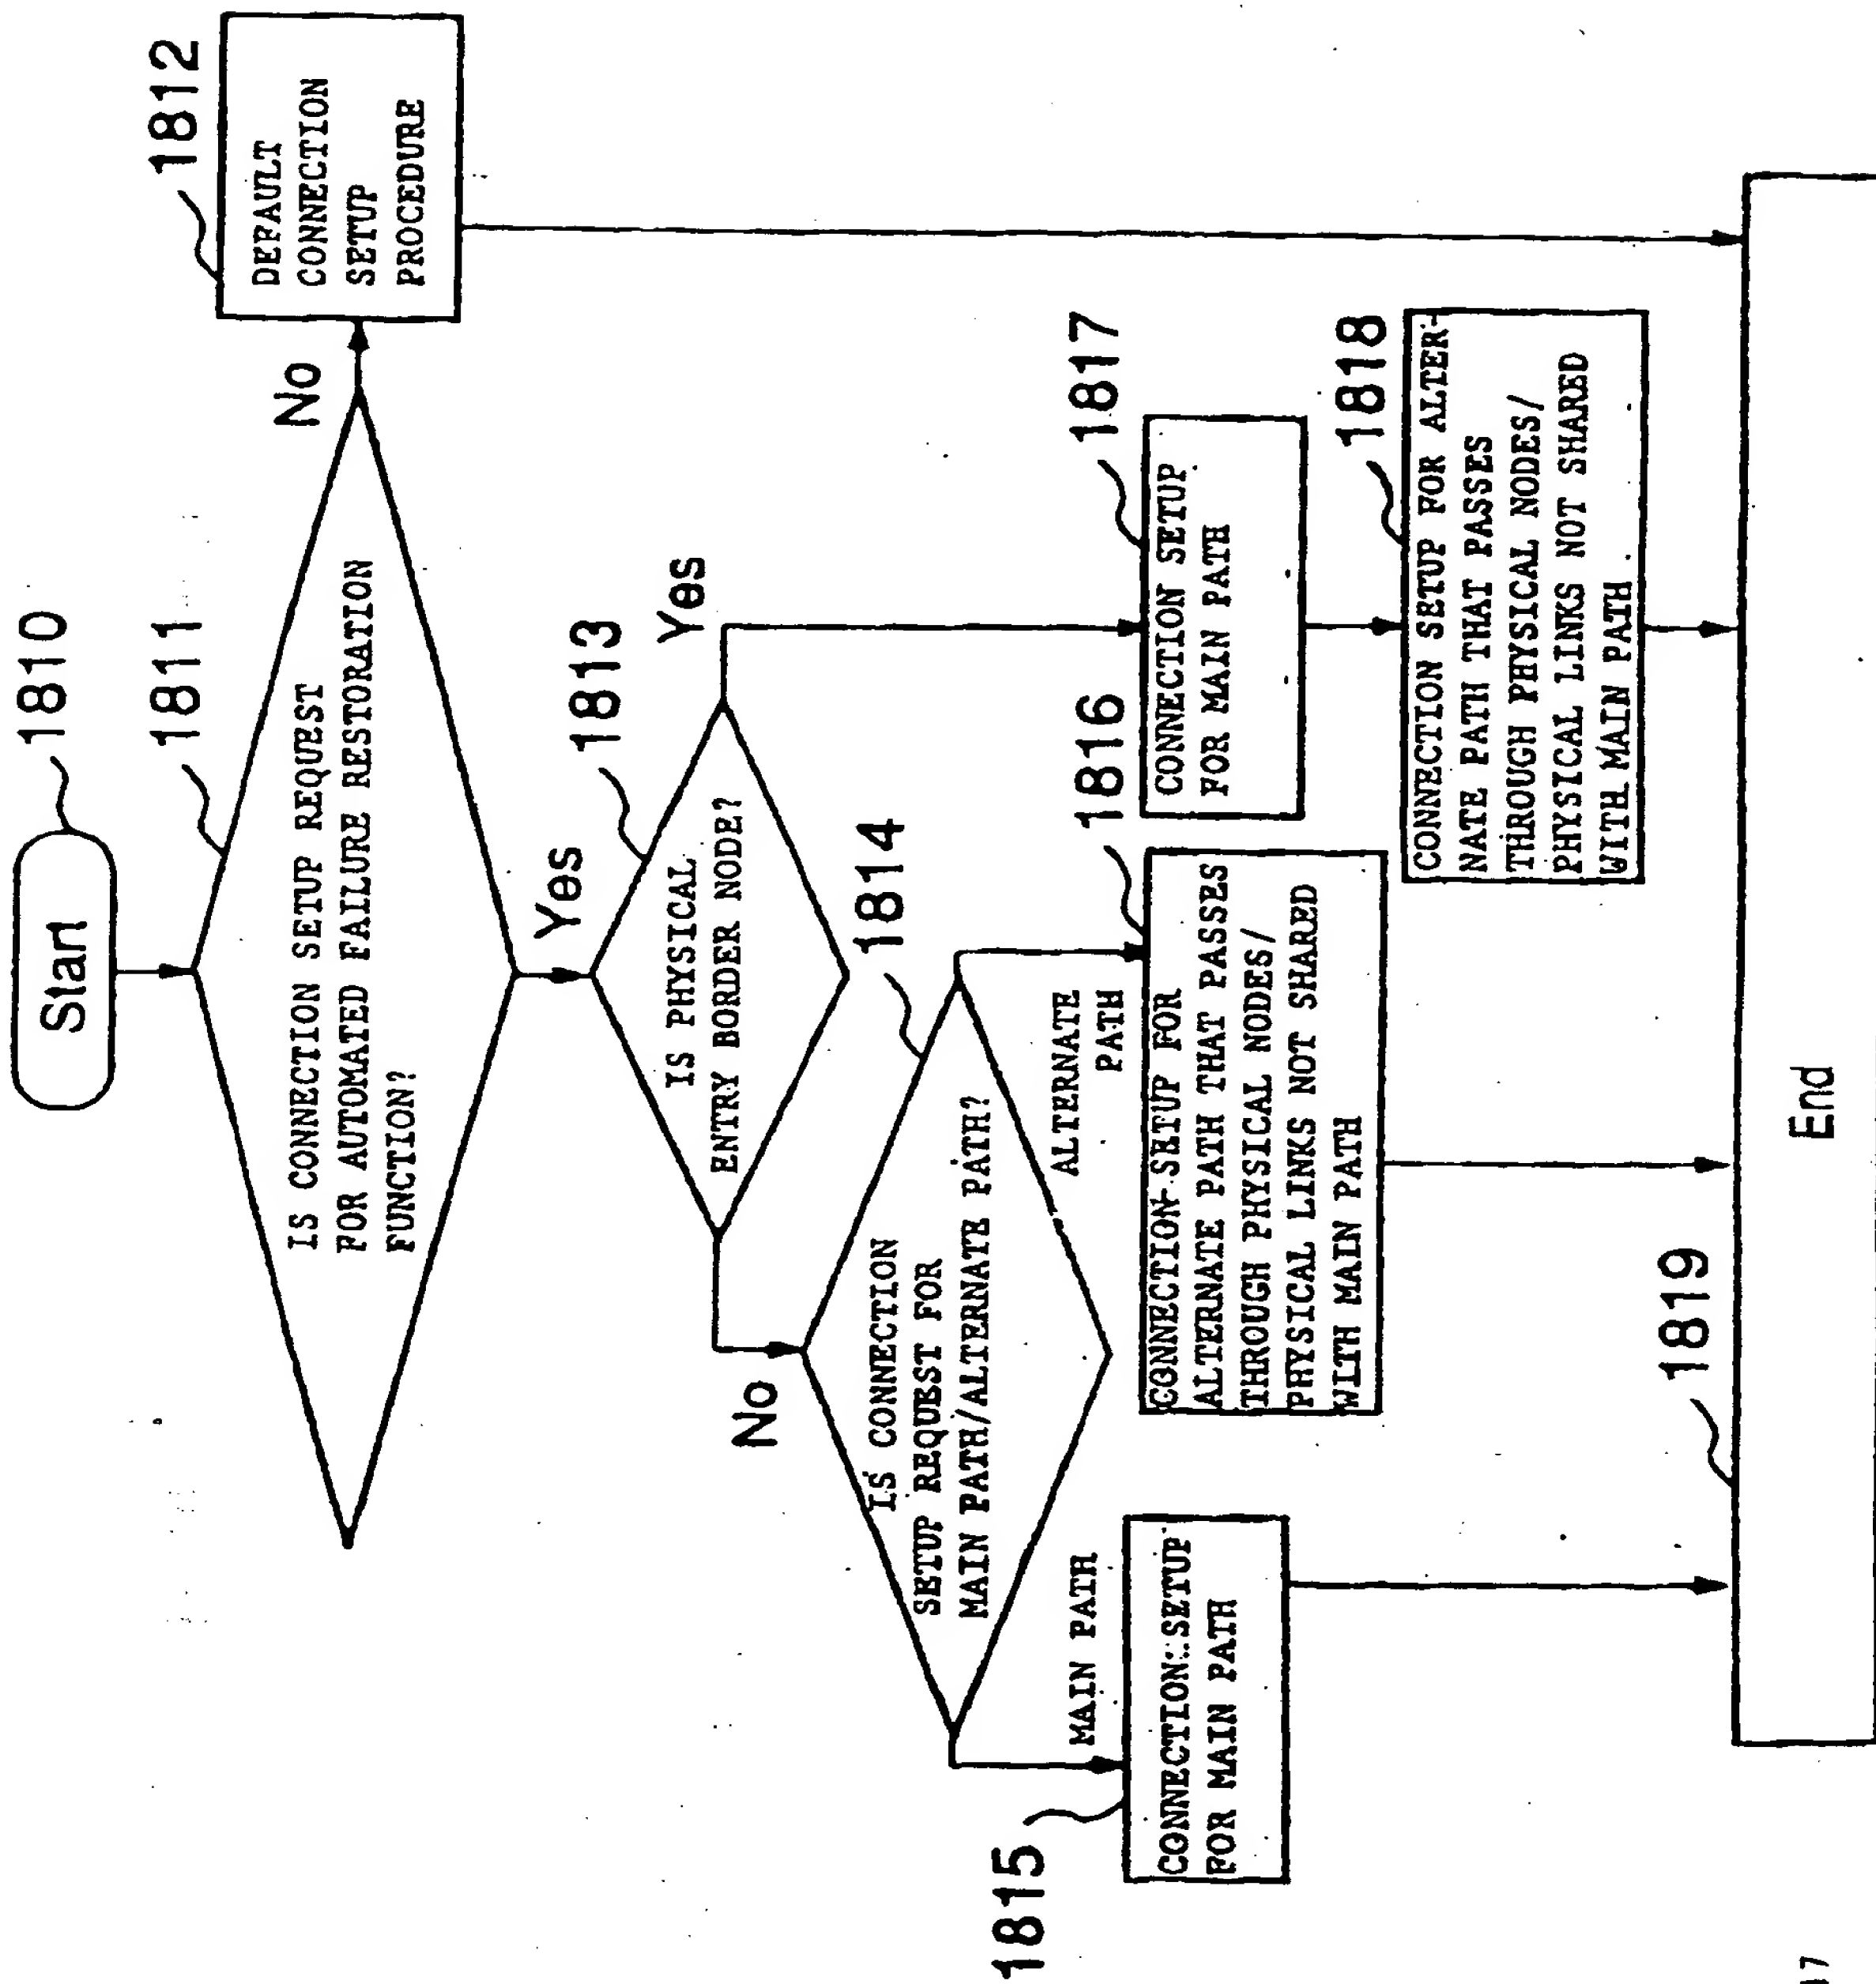 1810
Start
1811
IS CONNECTION SETUP REQUEST
FOR AUTOMATED FAILURE RESTORATION
FUNCTION?
No
1812
DEFAULT
CONNECTION
SETUP
PROCEDURE
Yes
1813
IS PHYSICAL
ENTRY BORDER NODE?
Yes
No
1814
IS CONNECTION
SETUP REQUEST FOR
MAIN PATH/ALTERNATE PATH?
MAIN PATH
ALTERNATE
PATH
1815
CONNECTION SETUP
FOR MAIN PATH
1816
CONNECTION SETUP FOR
ALTERNATE PATH THAT PASSES
THROUGH PHYSICAL NODES/
PHYSICAL LINKS NOT SHARED
WITH MAIN PATH
1817
CONNECTION SETUP
FOR MAIN PATH
1818
CONNECTION SETUP FOR ALTER-
NATE PATH THAT PASSES
THROUGH PHYSICAL NODES/
PHYSICAL LINKS NOT SHARED
WITH MAIN PATH
1819
End